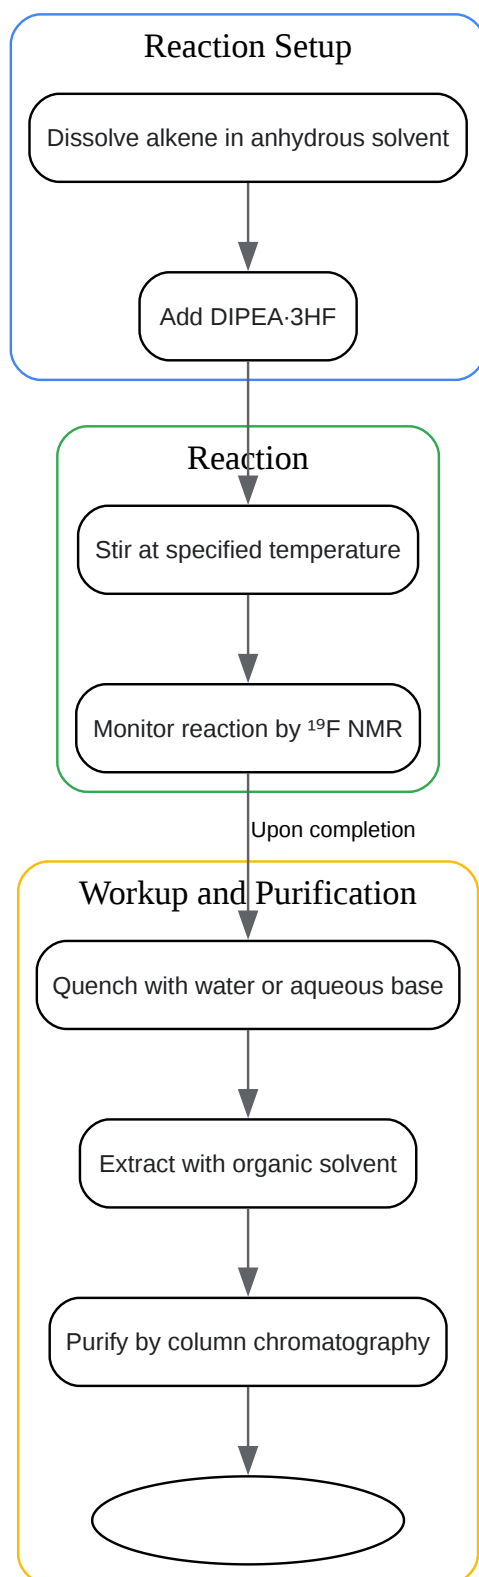 Reaction Setup
Dissolve alkene in anhydrous solvent
Add DIPEA·3HF
Reaction
Stir at specified temperature
Monitor reaction by ¹⁹F NMR
Upon completion
Workup and Purification
Quench with water or aqueous base
Extract with organic solvent
Purify by column chromatography